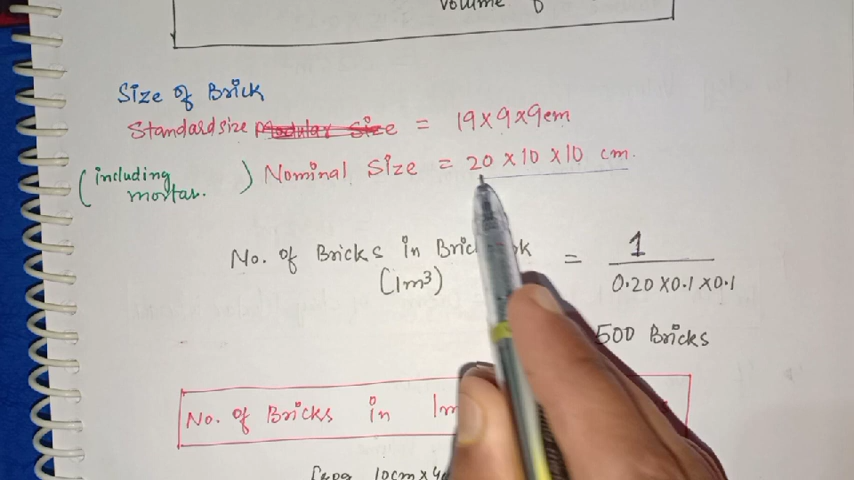 Volume of
Size of Brick
Standard size Modular Size = 19x9x9cm
(including mortar.) Nominal Size = 20 x 10 x 10 cm.
No. of Bricks in = 1
(1m³) 0.20 x 0.1 x 0.1
500 Bricks
No. of Bricks in 1m